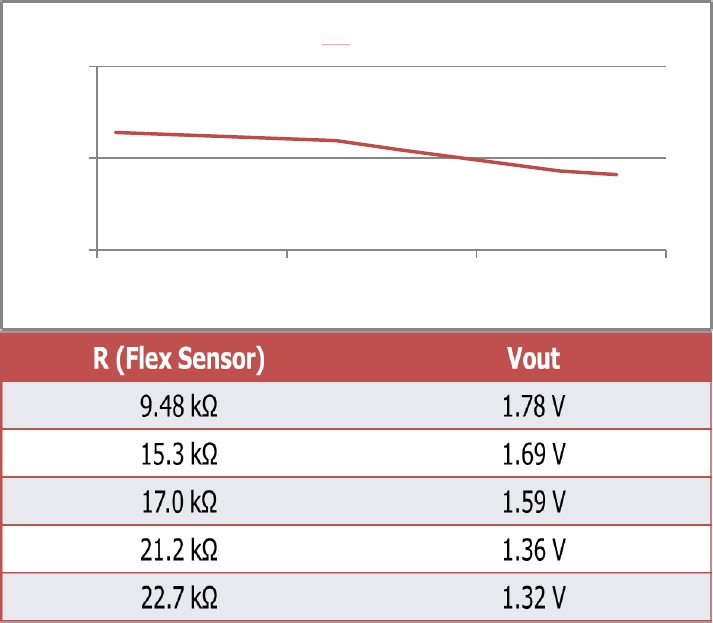 R (Flex Sensor) Vout
9.48 kΩ 1.78 V
15.3 kΩ 1.69 V
17.0 kΩ 1.59 V
21.2 kΩ 1.36 V
22.7 kΩ 1.32 V